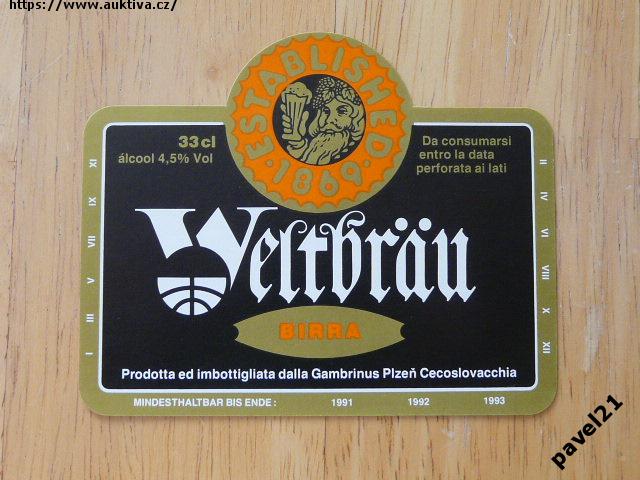 https://www.auktiva.cz/
· ESTABLISHED ·
1869
33 cl
álcool 4,5% Vol
Da consumarsi
entro la data
perforata ai lati
Weltbräu
BIRRA
Prodotta ed imbottigliata dalla Gambrinus Plzeň Cecoslovacchia
MINDESTHALTBAR BIS ENDE : 1991 1992 1993
I III V VII IX XI
II IV VI VIII X XII
pavel21